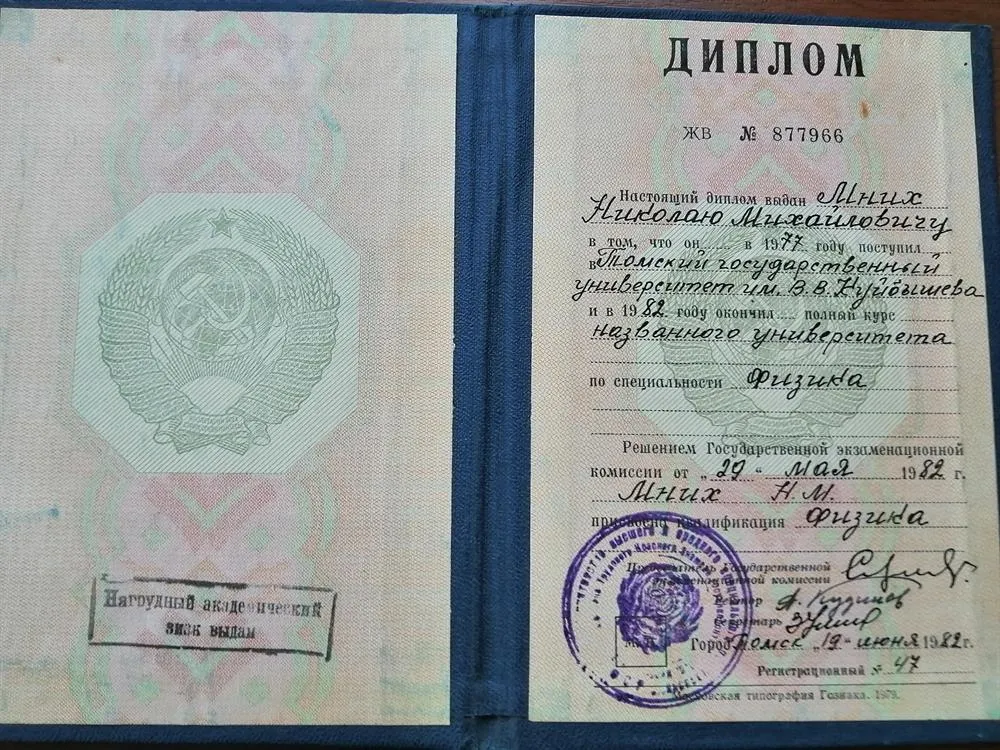 Нагрудный академический
знак выдан
ДИПЛОМ
ЖВ № 877966
Настоящий диплом выдан Мних
Николаю Михайловичу
в том, что он в 1977 году поступил
в Томский государственный
университет им. В.В. Куйбышева
и в 1982 году окончил полный курс
названного университета
по специальности Физика
Решением Государственной экзаменационной
комиссии от „29“ мая 1982 г.
Мних Н.М.
присвоена квалификация Физика
Председатель Государственной
экзаменационной комиссии
Ректор А. Кудинов
Секретарь
Город Томск „19“ июня 1982 г.
Регистрационный № 47
Московская типография Гознака. 1979.